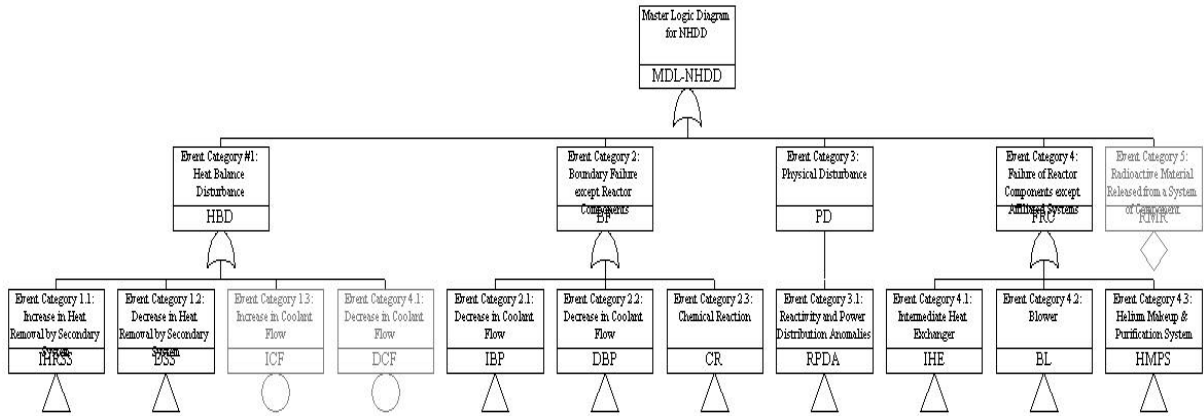 Master Logic Diagram
for NHDD
MDL-NHDD
Event Category #1:
Heat Balance
Disturbance
HBD
Event Category 2:
Boundary Failure
except Reactor
Components
BF
Event Category 3:
Physical Disturbance
PD
Event Category 4:
Failure of Reactor
Components except
Affiliated Systems
FRC
Event Category 5:
Radioactive Material
Released from a System
of Component
RMR
Event Category 1.1:
Increase in Heat
Removal by Secondary
System
IHRSS
Event Category 1.2:
Decrease in Heat
Removal by Secondary
System
DSS
Event Category 1.3:
Increase in Coolant
Flow
ICF
Event Category 4.1:
Decrease in Coolant
Flow
DCF
Event Category 2.1:
Decrease in Coolant
Flow
IBP
Event Category 2.2:
Decrease in Coolant
Flow
DBP
Event Category 2.3:
Chemical Reaction
CR
Event Category 3.1:
Reactivity and Power
Distribution Anomalies
RPDA
Event Category 4.1:
Intermediate Heat
Exchanger
IHE
Event Category 4.2:
Blower
BL
Event Category 4.3:
Helium Makeup &
Purification System
HMPS